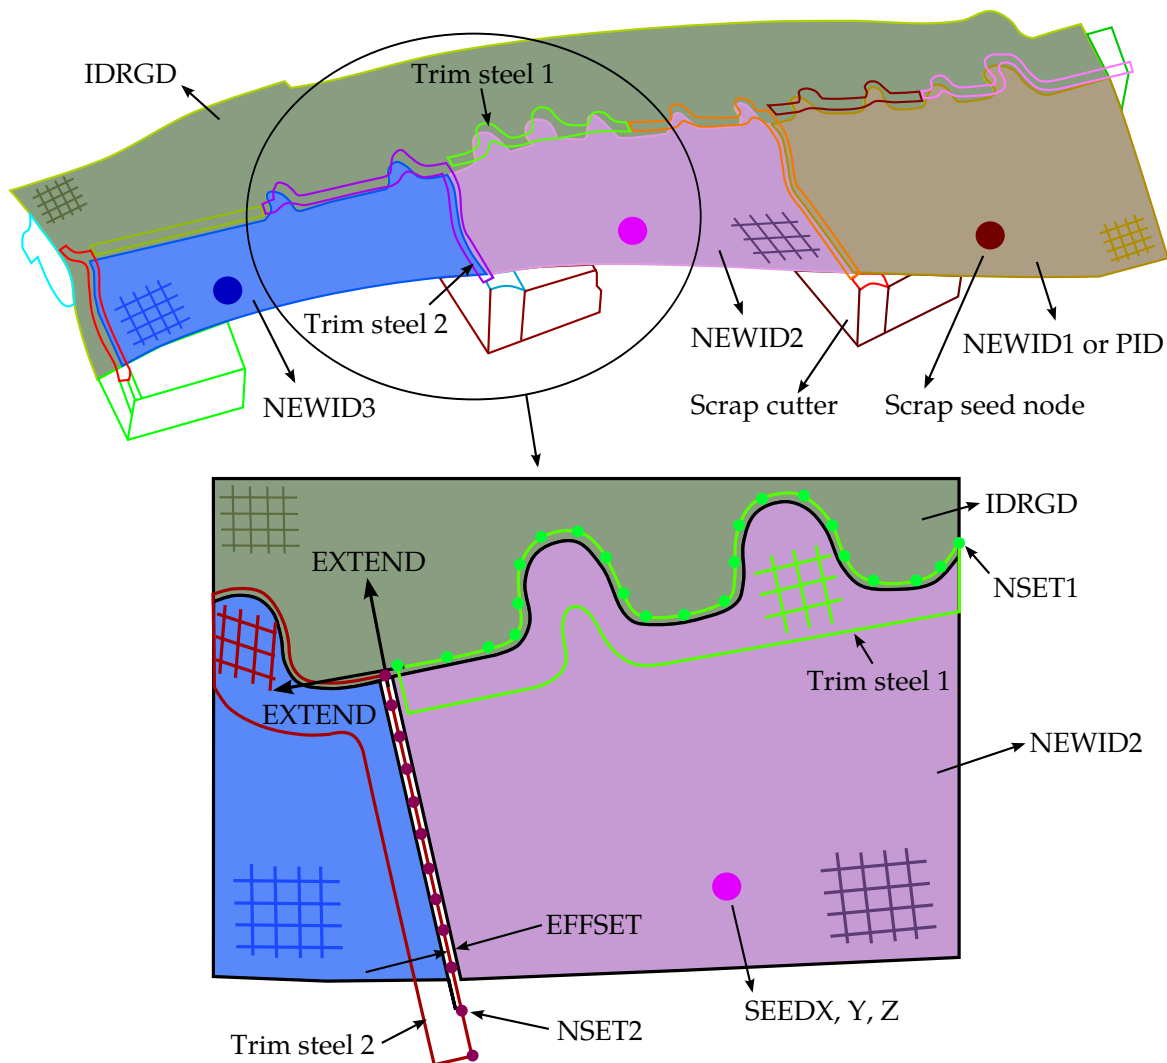 IDRGD
Trim steel 1
Trim steel 2
NEWID2
NEWID1 or PID
NEWID3
Scrap cutter
Scrap seed node
IDRGD
EXTEND
NSET1
Trim steel 1
EXTEND
NEWID2
EFFSET
SEEDX, Y, Z
NSET2
Trim steel 2